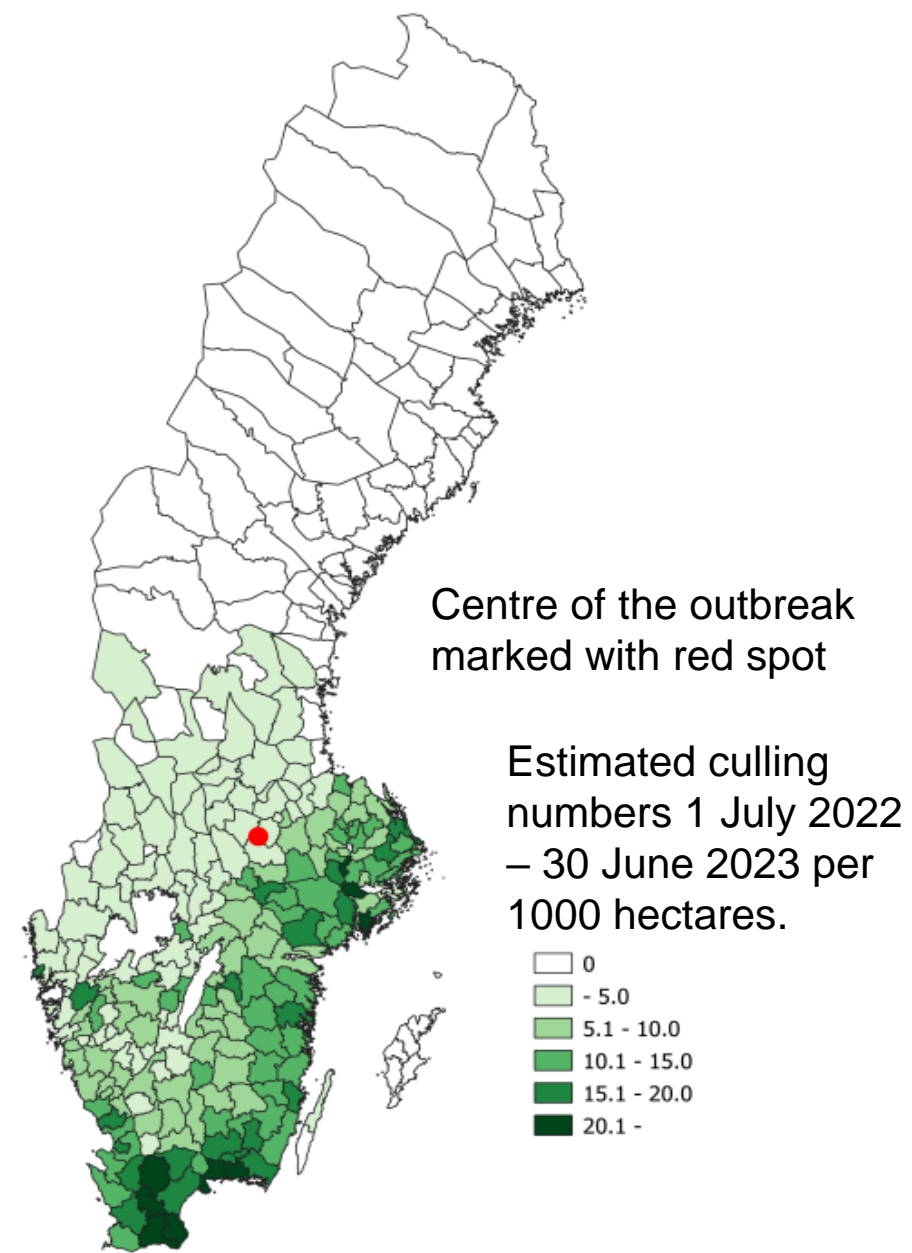 Centre of the outbreak
marked with red spot
Estimated culling
numbers 1 July 2022
– 30 June 2023 per
1000 hectares.
0
- 5.0
5.1 - 10.0
10.1 - 15.0
15.1 - 20.0
20.1 -